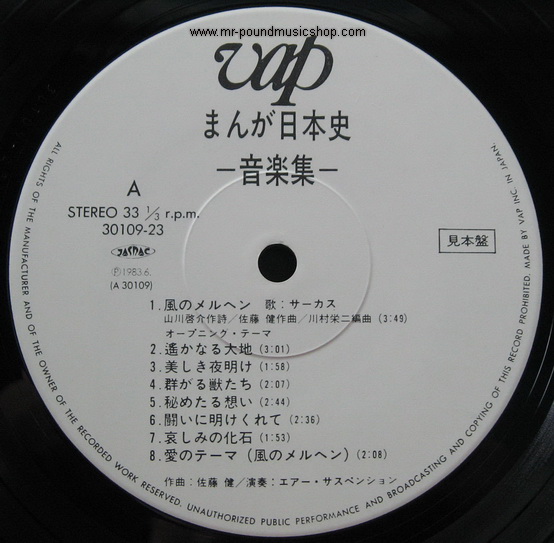 www.mr-poundmusicshop.com
vap
まんが日本史
—音楽集—
A
STEREO 33 1/3 r.p.m.
30109-23
JASRAC
Ⓟ1983.6.
(A 30109)
見本盤
1.風のメルヘン 歌:サーカス
山川啓介作詩/佐藤 健作曲/川村栄二編曲(3:49)
オープニング・テーマ
2.遙かなる大地(3:01)
3.美しき夜明け(1:58)
4.群がる獣たち(2:07)
5.秘めたる想い(2:44)
6.闘いに明けくれて(2:36)
7.哀しみの化石(1:53)
8.愛のテーマ(風のメルヘン)(2:08)
作曲:佐藤 健/演奏:エアー・サスペンション
ALL RIGHTS OF THE MANUFACTURER AND OF THE OWNER OF THE RECORDED WORK RESERVED. UNAUTHORIZED PUBLIC PERFORMANCE AND BROADCASTING AND COPYING OF THIS RECORD PROHIBITED. MADE BY VAP INC. IN JAPAN.